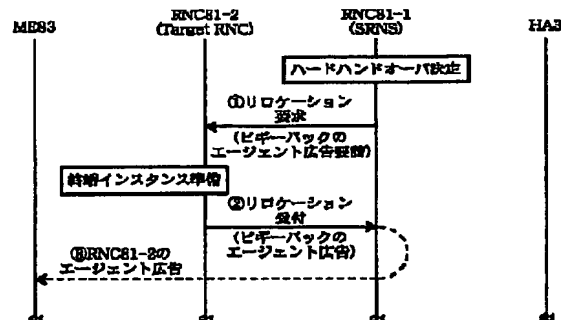 ME83
RNC81-2
(Target RNC)
RNC81-1
(SRNS)
HA3
ハードハンドオーバ決定
①リロケーション
要求
(ピギーバックの
エージェント広告要請)
終端インスタンス準備
②リロケーション
受付
(ピギーバックの
エージェント広告)
③RNC81-2の
エージェント広告